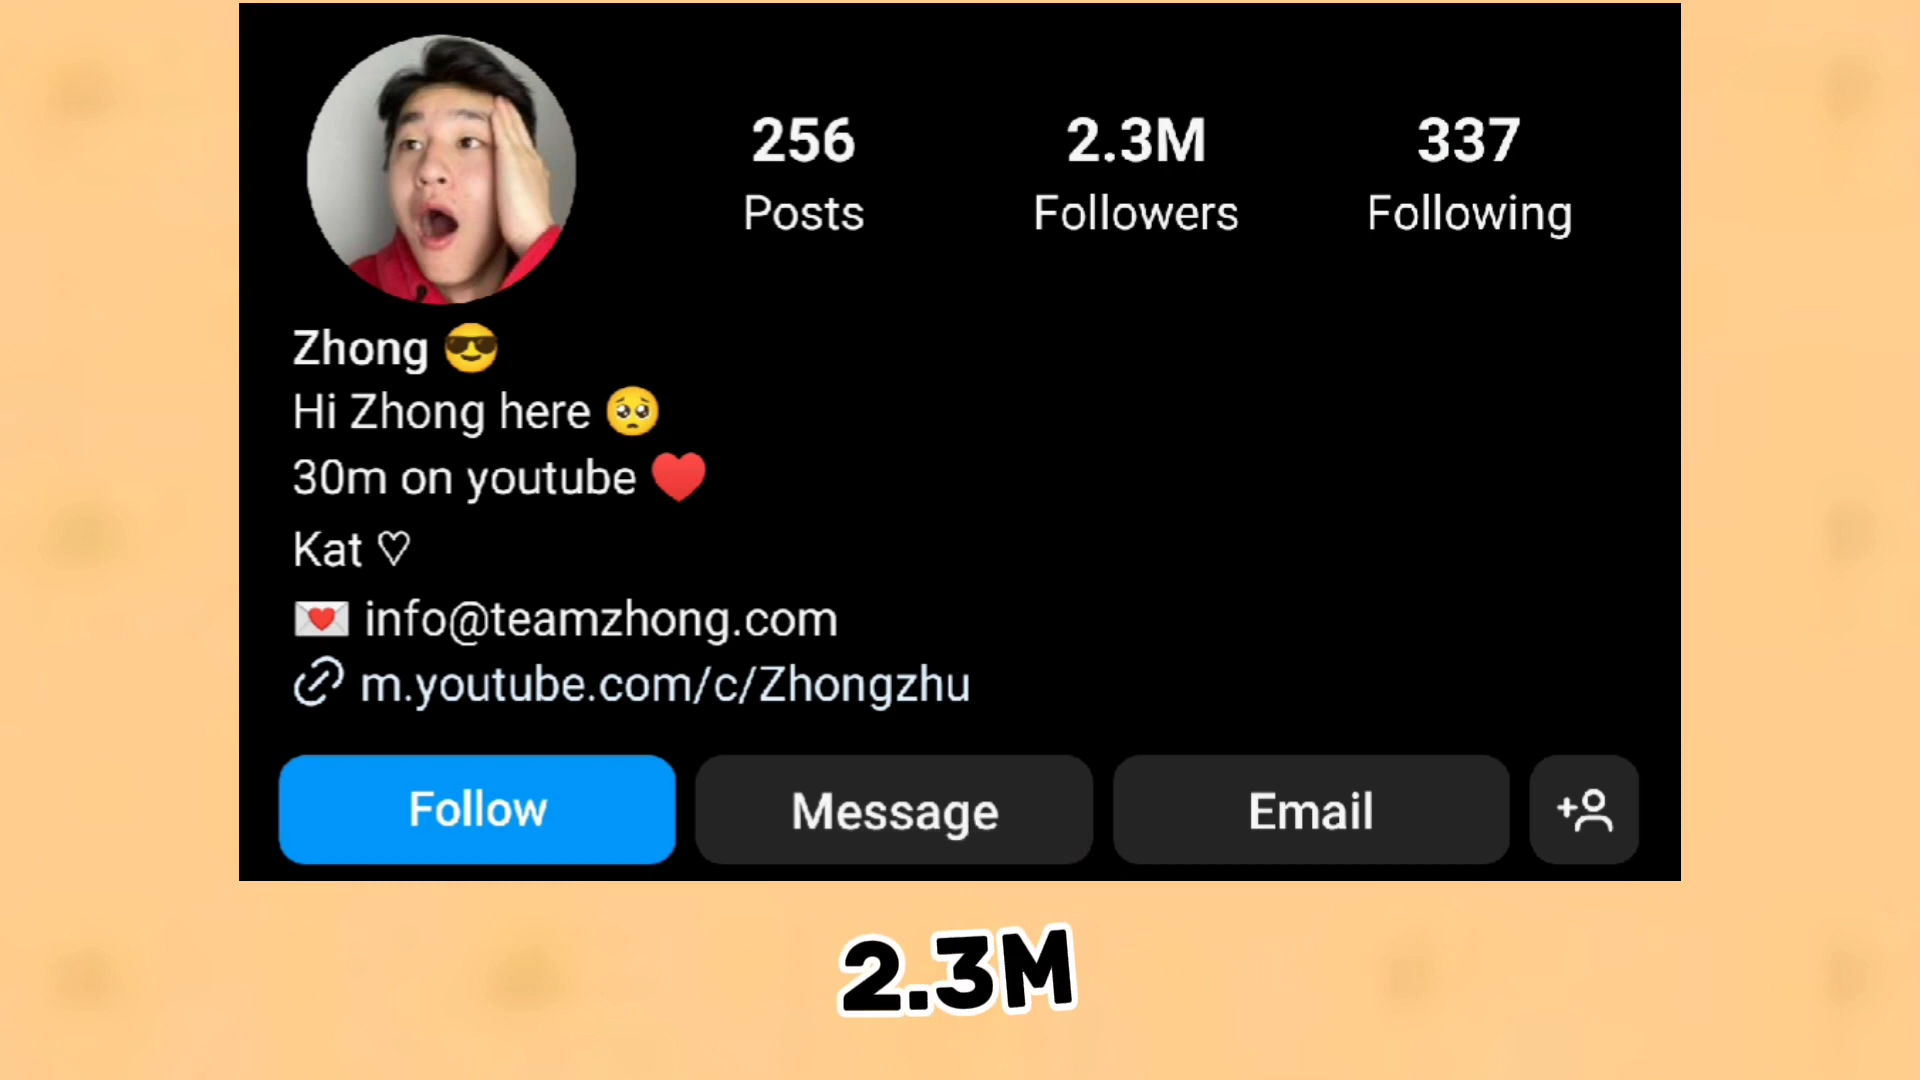 256 2.3M 337
Posts Followers Following
Zhong 😎
Hi Zhong here 🥺
30m on youtube ♥️
Kat ♡
💌 info@teamzhong.com
m.youtube.com/c/Zhongzhu
Follow Message Email
2.3M